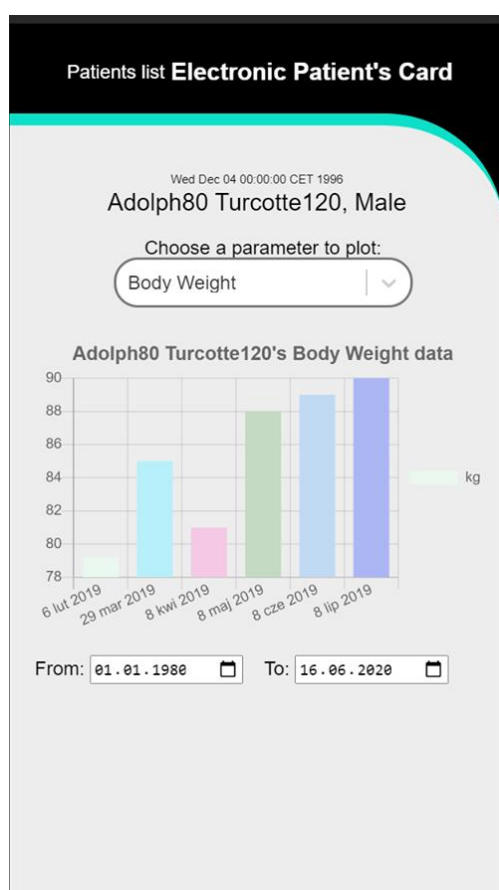 Patients list Electronic Patient's Card
Wed Dec 04 00:00:00 CET 1996
Adolph80 Turcotte120, Male
Choose a parameter to plot:
Body Weight
Adolph80 Turcotte120's Body Weight data
90
88
86
84
82
80
78
kg
6 lut 2019
29 mar 2019
8 kwi 2019
8 maj 2019
8 cze 2019
8 lip 2019
From: 01.01.1980 To: 16.06.2020